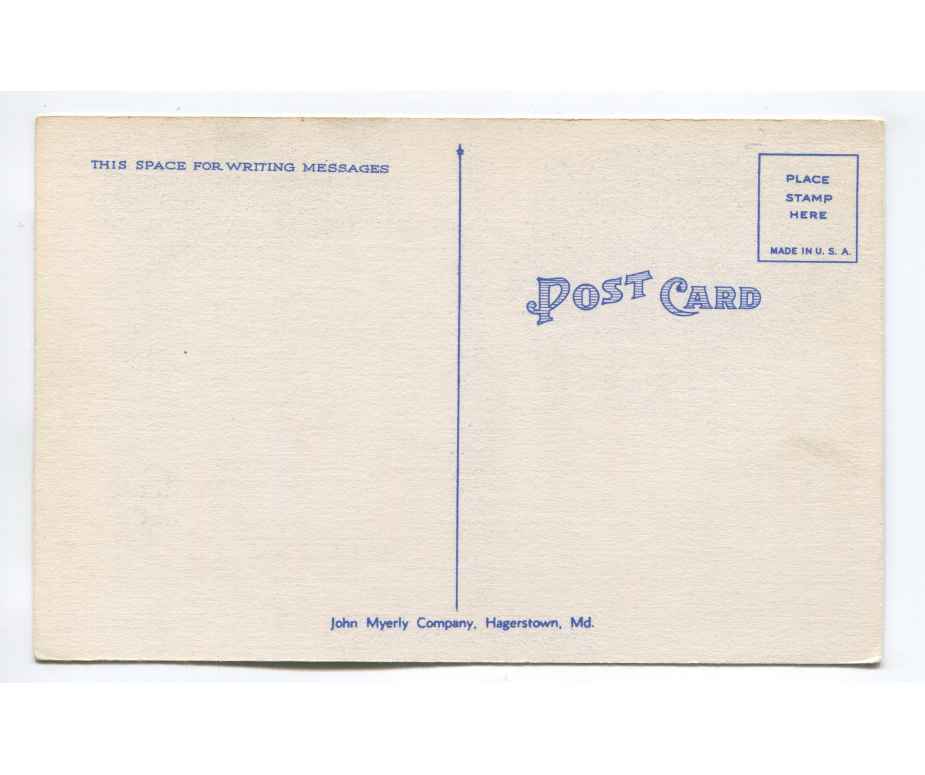 THIS SPACE FOR WRITING MESSAGES
PLACE
STAMP
HERE
MADE IN U. S. A.
POST CARD
John Myerly Company, Hagerstown, Md.